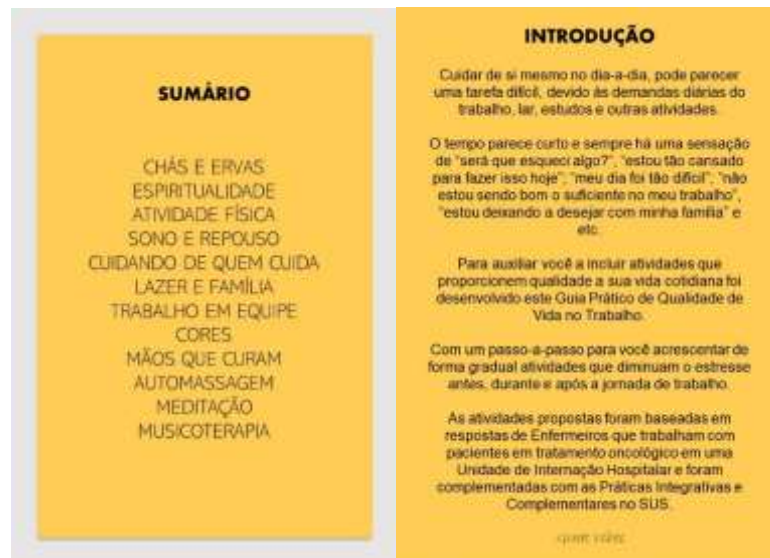 SUMÁRIO
CHÁS E ERVAS
ESPIRITUALIDADE
ATIVIDADE FÍSICA
SONO E REPOUSO
CUIDANDO DE QUEM CUIDA
LAZER E FAMÍLIA
TRABALHO EM EQUIPE
CORES
MÃOS QUE CURAM
AUTOMASSAGEM
MEDITAÇÃO
MUSICOTERAPIA
INTRODUÇÃO
Cuidar de si mesmo no dia-a-dia, pode parecer
uma tarefa difícil, devido às demandas diárias do
trabalho, lar, estudos e outras atividades.
O tempo parece curto e sempre há uma sensação
de "será que esqueci algo?", "estou tão cansado
para fazer isso hoje", "meu dia foi tão difícil", "não
estou sendo bom o suficiente no meu trabalho",
"estou deixando a desejar com minha família" e
etc.
Para auxiliar você a incluir atividades que
proporcionem qualidade a sua vida cotidiana foi
desenvolvido este Guia Prático de Qualidade de
Vida no Trabalho.
Com um passo-a-passo para você acrescentar de
forma gradual atividades que diminuam o estresse
antes, durante e após a jornada de trabalho.
As atividades propostas foram baseadas em
respostas de Enfermeiros que trabalham com
pacientes em tratamento oncológico em uma
Unidade de Internação Hospitalar e foram
complementadas com as Práticas Integrativas e
Complementares no SUS.